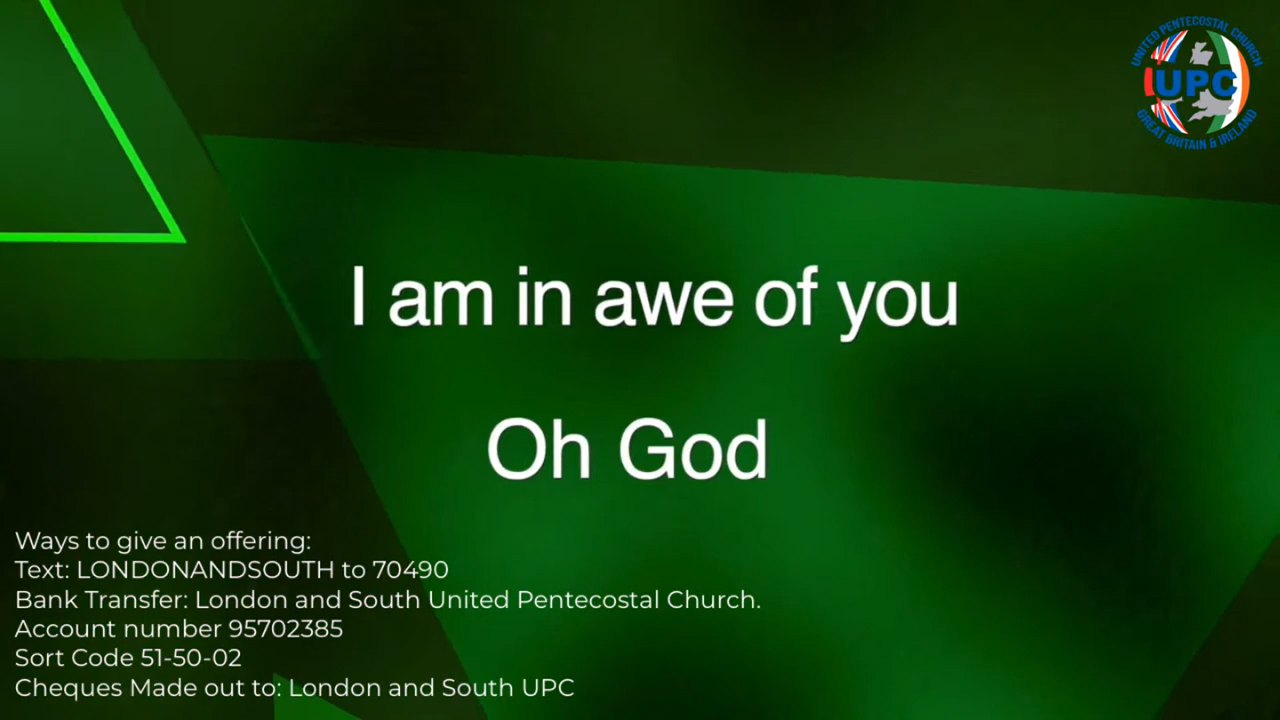 UNITED PENTECOSTAL CHURCH
UPC
GREAT BRITAIN & IRELAND
I am in awe of you
Oh God
Ways to give an offering:
Text: LONDONANDSOUTH to 70490
Bank Transfer: London and South United Pentecostal Church.
Account number 95702385
Sort Code 51-50-02
Cheques Made out to: London and South UPC